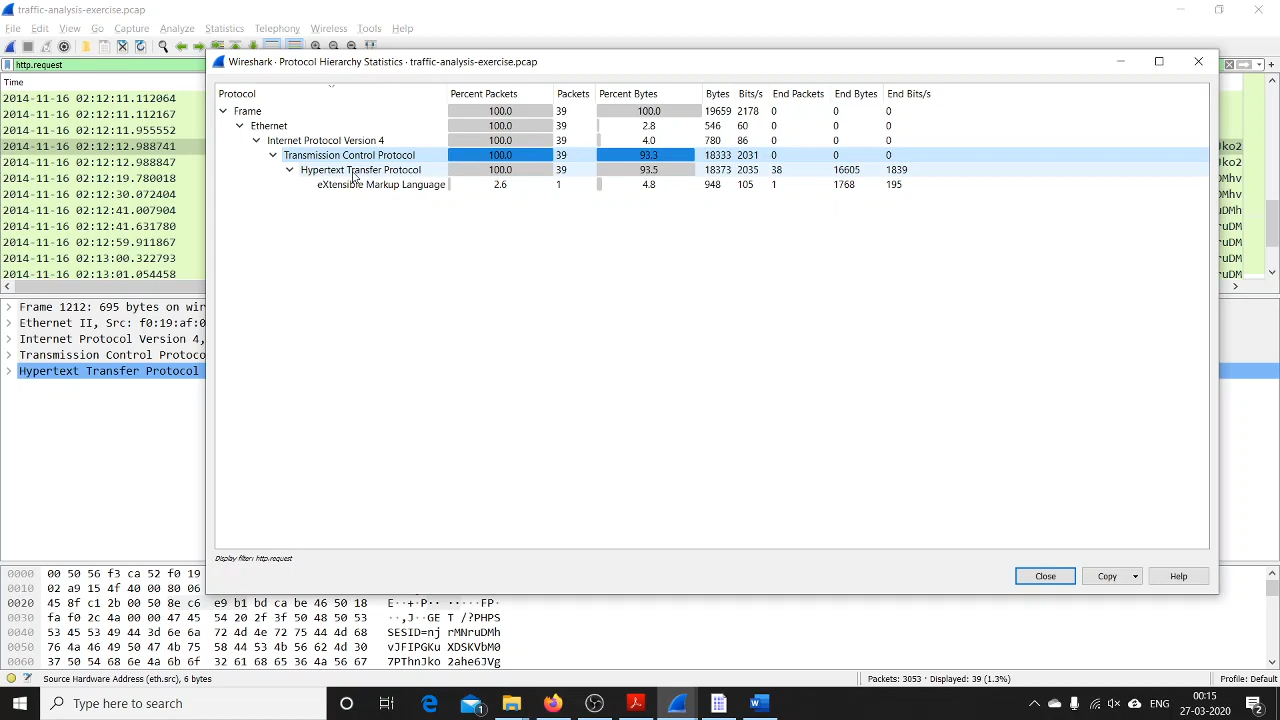 traffic-analysis-exercise.pcap
File Edit View Go Capture Analyze Statistics Telephony Wireless Tools Help
http.request
Wireshark · Protocol Hierarchy Statistics · traffic-analysis-exercise.pcap
Time
2014-11-16 02:12:11.112064
2014-11-16 02:12:11.112167
2014-11-16 02:12:11.955552
2014-11-16 02:12:12.988741
2014-11-16 02:12:12.988847
2014-11-16 02:12:19.780018
2014-11-16 02:12:30.072404
2014-11-16 02:12:41.007904
2014-11-16 02:12:41.631780
2014-11-16 02:12:59.911867
2014-11-16 02:13:00.322793
2014-11-16 02:13:01.054458
Protocol Percent Packets Packets Percent Bytes Bytes Bits/s End Packets End Bytes End Bits/s
Frame 100.0 39 100.0 19659 2178 0 0 0
Ethernet 100.0 39 2.8 546 60 0 0 0
Internet Protocol Version 4 100.0 39 4.0 780 86 0 0 0
Transmission Control Protocol 100.0 39 93.3 18333 2031 0 0 0
Hypertext Transfer Protocol 100.0 39 93.5 18373 2035 38 16605 1839
eXtensible Markup Language 2.6 1 4.8 948 105 1 1768 195
Jko2
DMhv
DMhv
ruDM
DMhv
ruDM
ruDM
ruDM
Frame 1212: 695 bytes on wir
Ethernet II, Src: f0:19:af:0
Internet Protocol Version 4,
Transmission Control Protoco
Hypertext Transfer Protocol
Display filter: http.request
Close Copy Help
0000 00 50 56 f3 ca 52 f0 19
0010 02 a9 15 4f 40 00 80 06
0020 45 8f c1 2b 00 50 8e c6 e9 b1 bd ca be 46 50 18 E··+·P·· ·····FP·
0030 fa f0 2c 4a 00 00 47 45 54 20 2f 3f 50 48 50 53 ··,J··GE T /?PHPS
0040 53 45 53 49 44 3d 6e 6a 72 4d 4e 72 75 44 4d 68 SESID=nj rMNruDMh
0050 76 4a 46 49 50 47 4b 75 58 44 53 4b 56 62 4d 30 vJFIPGKu XDSKVbM0
0060 37 50 54 68 6e 4a 6b 6f 32 61 68 65 36 4a 56 67 7PThnJko 2ahe6JVg
Source Hardware Address (eth.src), 6 bytes
Packets: 3053 · Displayed: 39 (1.3%)
Profile: Default
Type here to search
ENG
00:15
27-03-2020
2